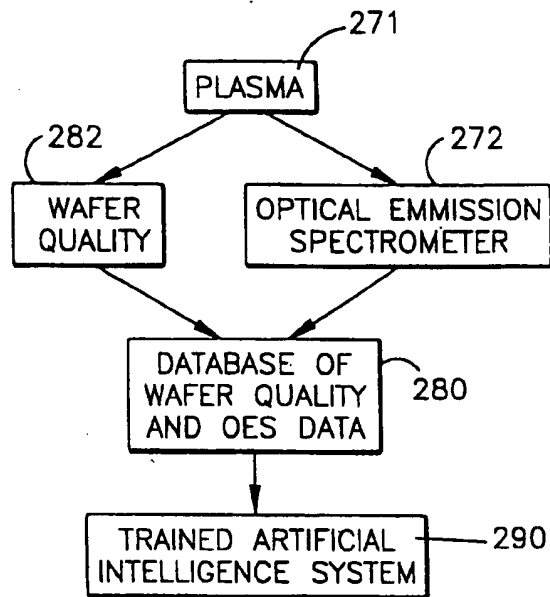 271
PLASMA
282
272
WAFER
QUALITY
OPTICAL EMMISSION
SPECTROMETER
DATABASE OF
WAFER QUALITY
AND OES DATA
280
TRAINED ARTIFICIAL
INTELLIGENCE SYSTEM
290